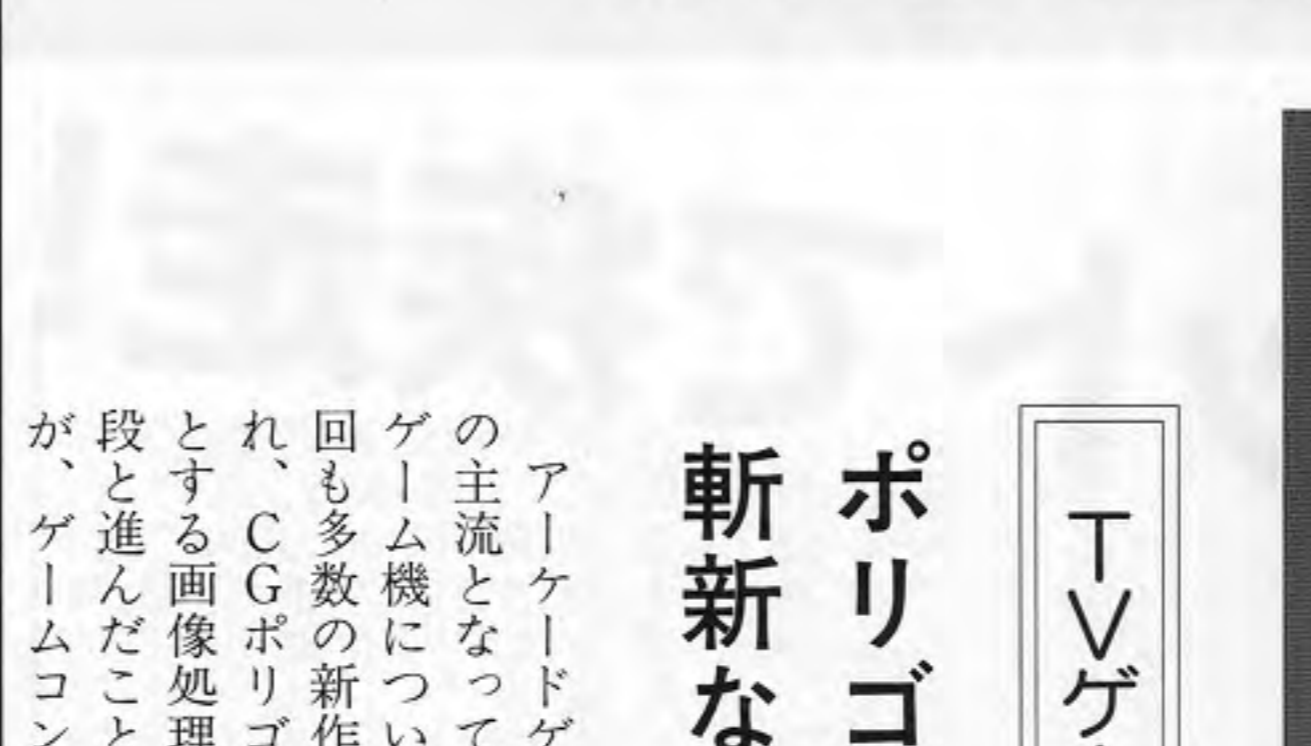 TVゲ
ポリゴ
斬新な
アーケードゲ
の主流となって
ゲーム機につい
回も多数の新作
れ、CGポリゴ
とする画像処理
段と進んだこと
が、ゲームコン